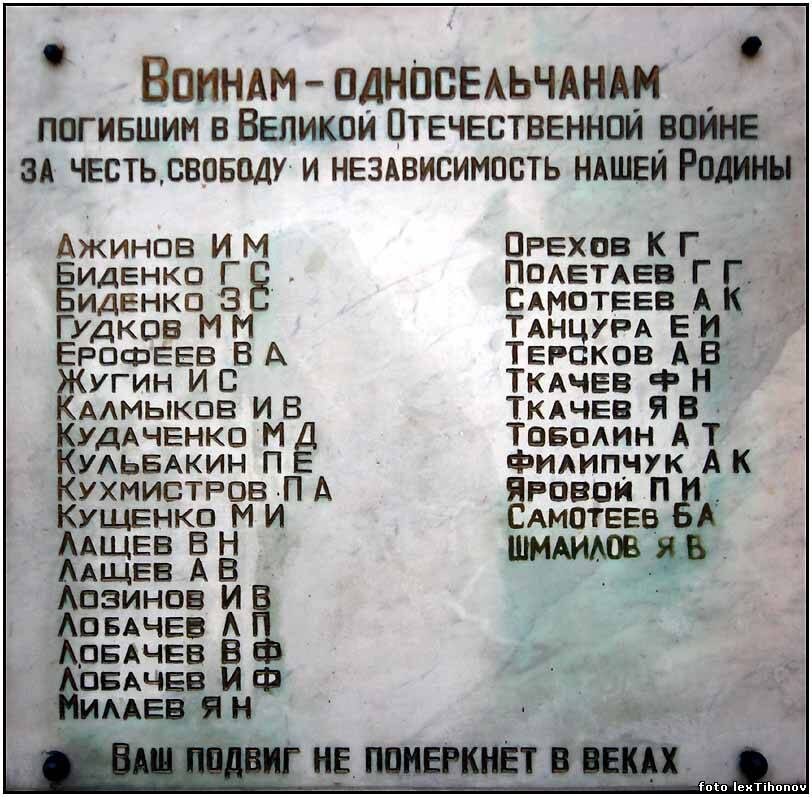 Воинам - односельчанам
погибшим в Великой Отечественной войне
за честь, свободу и независимость нашей Родины
Ажинов И М
Биденко Г С
Биденко З С
Гудков М М
Ерофеев В А
Жугин И С
Калмыков И В
Кудаченко М Д
Кульбакин П Е
Кухмистров П А
Кущенко М И
Лащев В Н
Лащев А В
Лозинов И В
Лобачев Л П
Лобачев В Ф
Лобачев И Ф
Милаев Я Н
Орехов К Г
Полетаев Г Г
Самотеев А К
Танцура Е И
Терсков А В
Ткачев Ф Н
Ткачев Я В
Тоболин А Т
Филипчук А К
Яровой П И
Самотеев Б А
Шмаилов Я В
Ваш подвиг не померкнет в веках
foto lexTihonov